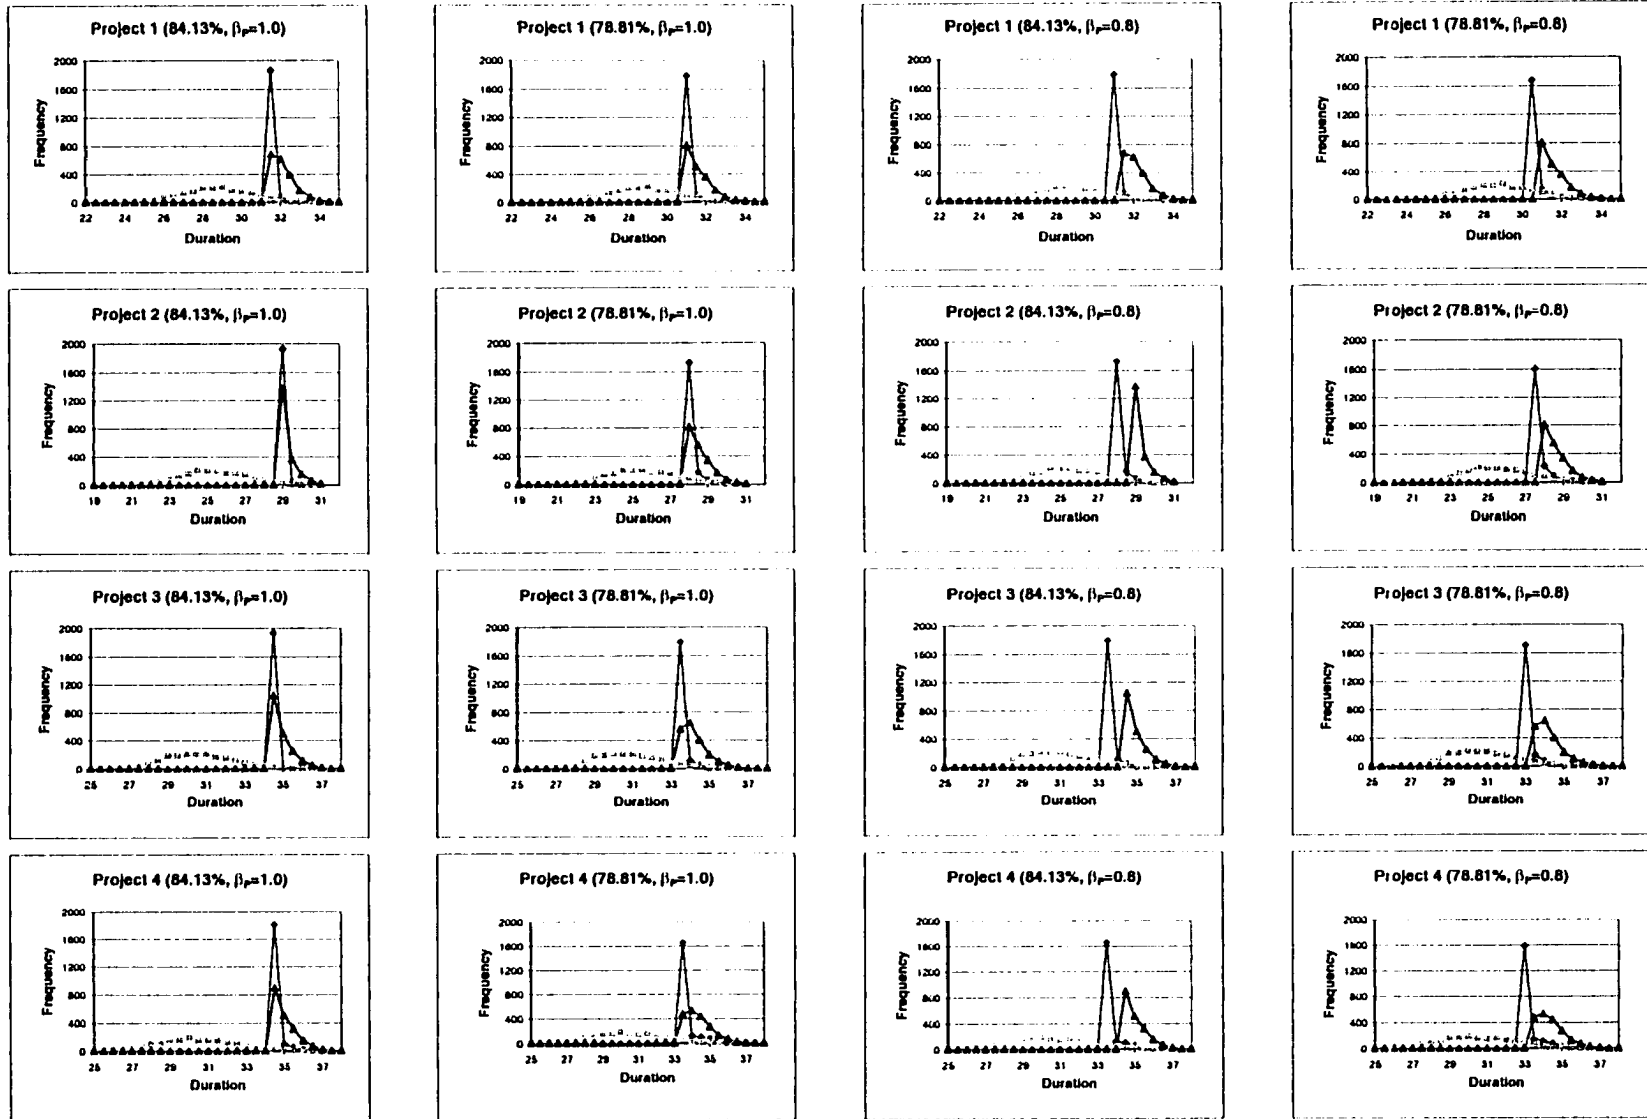 Project 1 (84.13%, βP=1.0)
2000
1600
1200
800
400
0
Frequency
22 24 26 28 30 32 34
Duration
Project 1 (78.81%, βP=1.0)
2000
1600
1200
800
400
0
Frequency
22 24 26 28 30 32 34
Duration
Project 1 (84.13%, βP=0.8)
2000
1600
1200
800
400
0
Frequency
22 24 26 28 30 32 34
Duration
Project 1 (78.81%, βP=0.8)
2000
1600
1200
800
400
0
Frequency
22 24 26 28 30 32 34
Duration
Project 2 (84.13%, βP=1.0)
2000
1600
1200
800
400
0
Frequency
19 21 23 25 27 29 31
Duration
Project 2 (78.81%, βP=1.0)
2000
1600
1200
800
400
0
Frequency
19 21 23 25 27 29 31
Duration
Project 2 (84.13%, βP=0.8)
2000
1600
1200
800
400
0
Frequency
19 21 23 25 27 29 31
Duration
Project 2 (78.81%, βP=0.8)
2000
1600
1200
800
400
0
Frequency
19 21 23 25 27 29 31
Duration
Project 3 (84.13%, βP=1.0)
2000
1600
1200
800
400
0
Frequency
25 27 29 31 33 35 37
Duration
Project 3 (78.81%, βP=1.0)
2000
1600
1200
800
400
0
Frequency
25 27 29 31 33 35 37
Duration
Project 3 (84.13%, βP=0.8)
2000
1600
1200
800
400
0
Frequency
25 27 29 31 33 35 37
Duration
Project 3 (78.81%, βP=0.8)
2000
1600
1200
800
400
0
Frequency
25 27 29 31 33 35 37
Duration
Project 4 (84.13%, βP=1.0)
2000
1600
1200
800
400
0
Frequency
25 27 29 31 33 35 37
Duration
Project 4 (78.81%, βP=1.0)
2000
1600
1200
800
400
0
Frequency
25 27 29 31 33 35 37
Duration
Project 4 (84.13%, βP=0.8)
2000
1600
1200
800
400
0
Frequency
25 27 29 31 33 35 37
Duration
Project 4 (78.81%, βP=0.8)
2000
1600
1200
800
400
0
Frequency
25 27 29 31 33 35 37
Duration